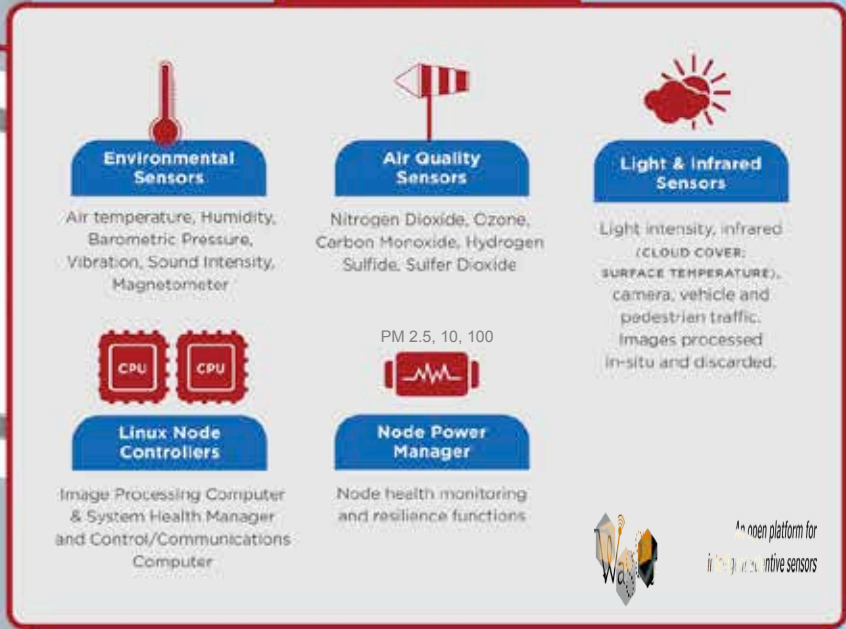 Environmental
Sensors
Air temperature, Humidity,
Barometric Pressure,
Vibration, Sound Intensity,
Magnetometer
Air Quality
Sensors
Nitrogen Dioxide, Ozone,
Carbon Monoxide, Hydrogen
Sulfide, Sulfer Dioxide
PM 2.5, 10, 100
Light & Infrared
Sensors
Light intensity, infrared
(CLOUD COVER;
SURFACE TEMPERATURE),
camera, vehicle and
pedestrian traffic.
Images processed
in-situ and discarded.
CPU
CPU
Linux Node
Controllers
Image Processing Computer
& System Health Manager
and Control/Communications
Computer
Node Power
Manager
Node health monitoring
and resilience functions
An open platform for
sensors